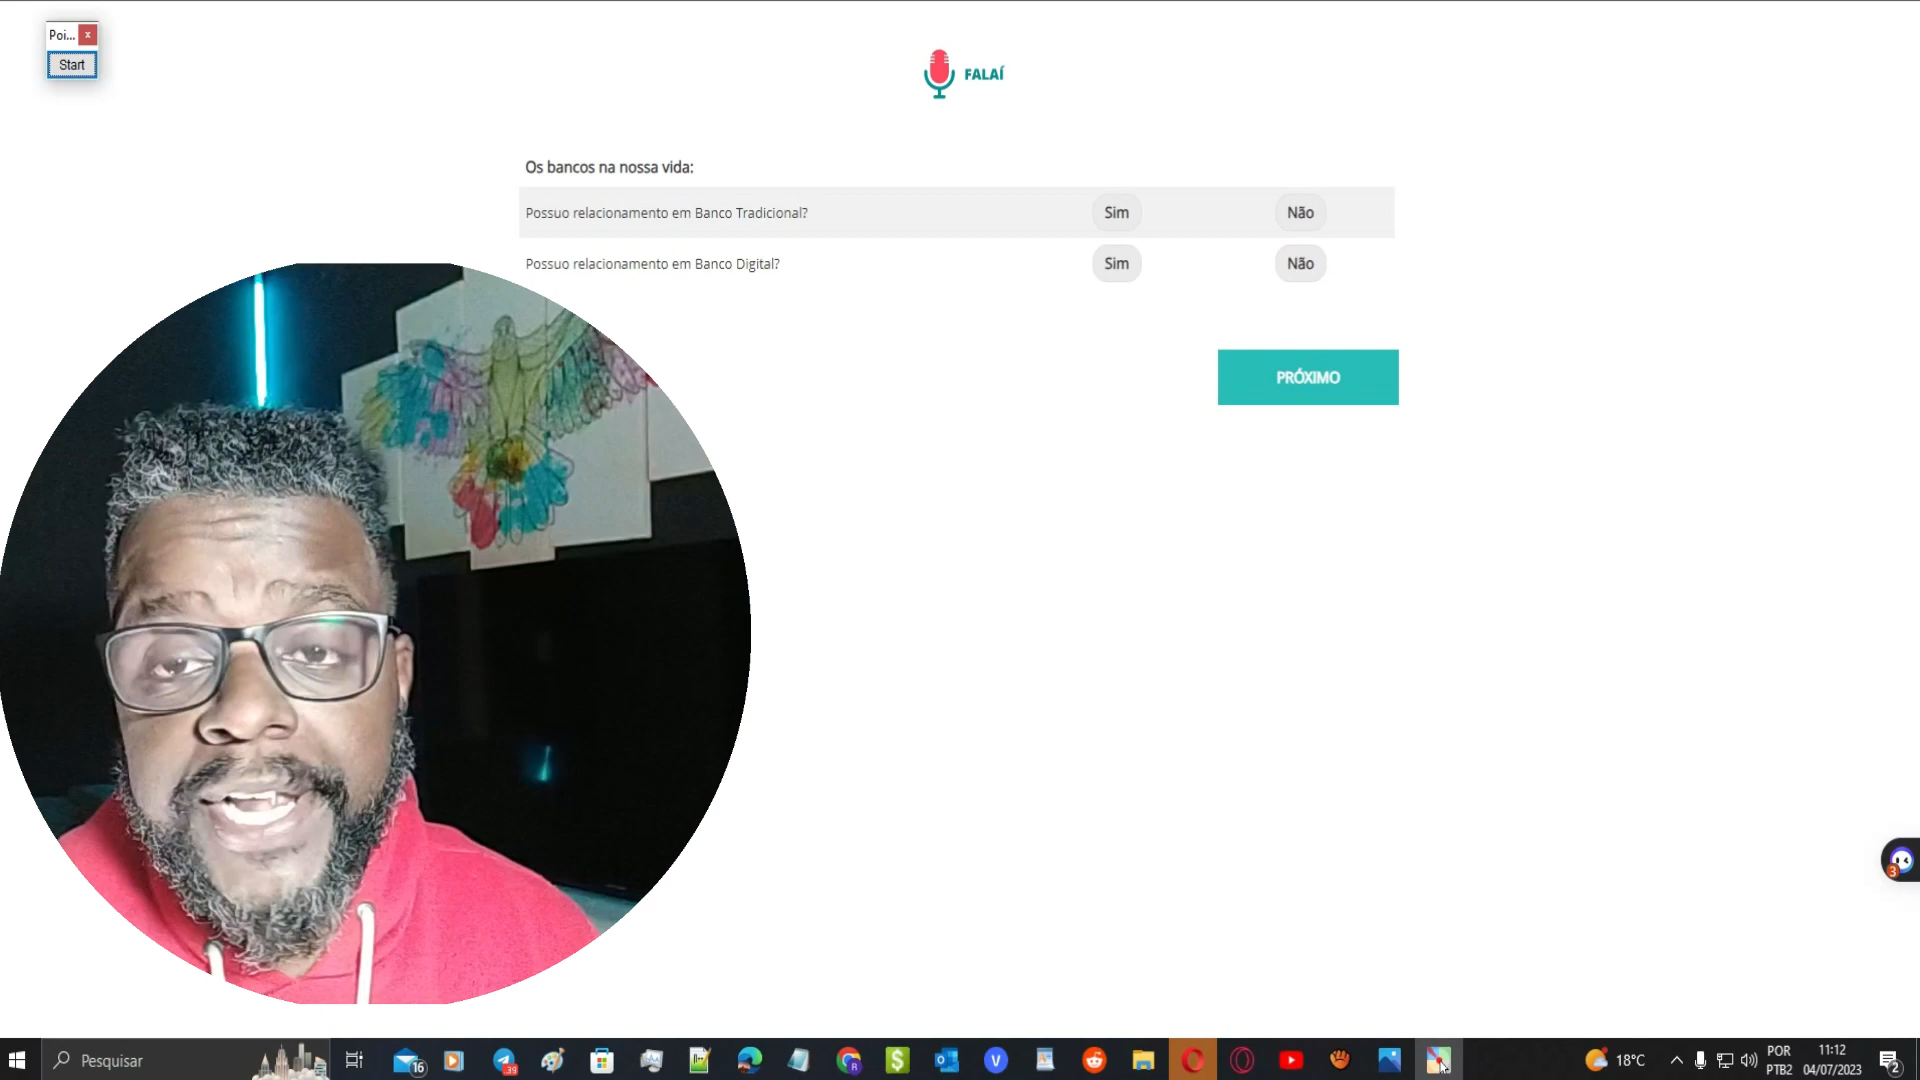 Poi... x
Start
FALAÍ
Os bancos na nossa vida:
Possuo relacionamento em Banco Tradicional? Sim Não
Possuo relacionamento em Banco Digital? Sim Não
PRÓXIMO
3
Pesquisar 16 39 R $ V 18°C POR 11:12
PTB2 04/07/2023 2